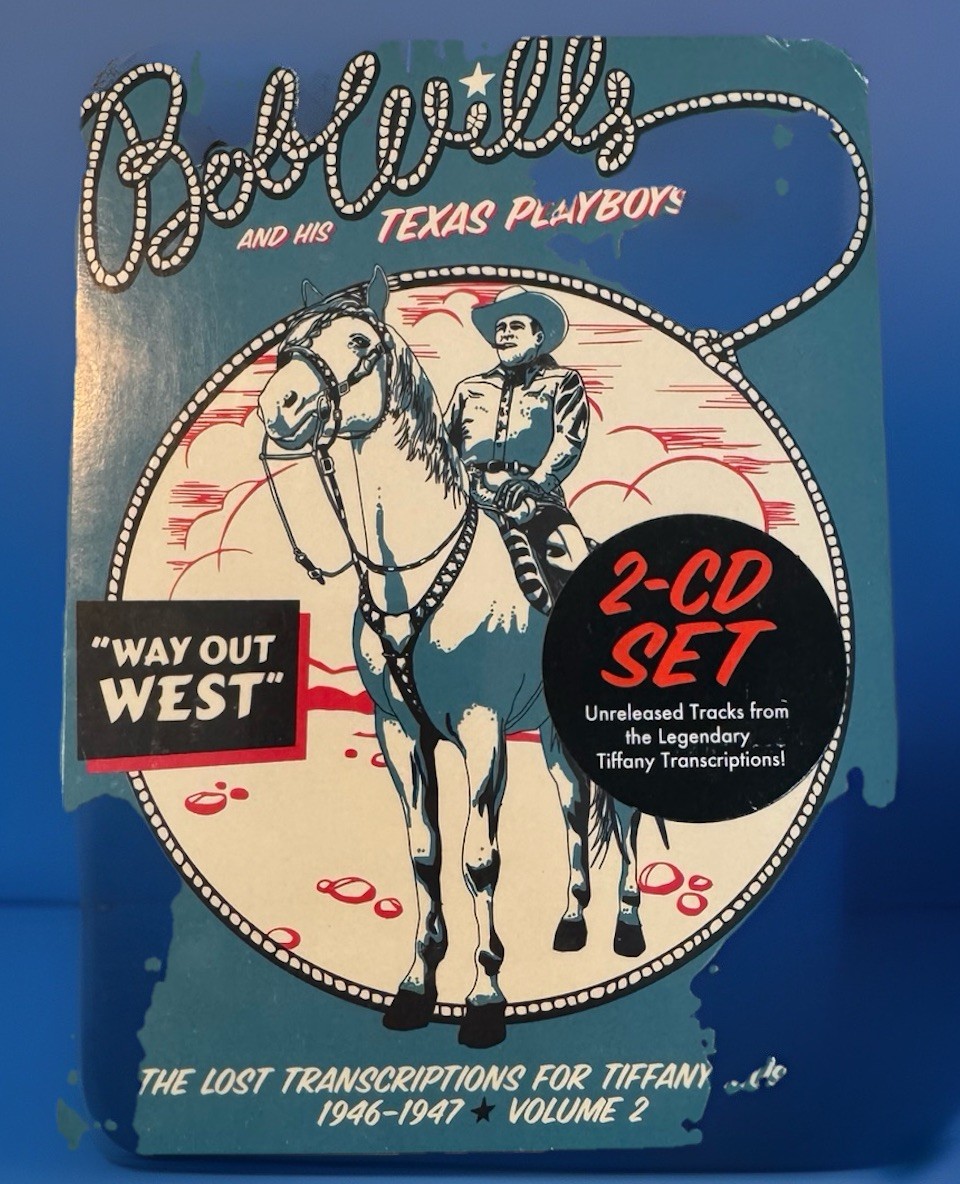 Bob Wills
AND HIS TEXAS PLAYBOYS
"WAY OUT
WEST"
2-CD
SET
Unreleased Tracks from
the Legendary
Tiffany Transcriptions!
THE LOST TRANSCRIPTIONS FOR TIFFANY
1946-1947 ★ VOLUME 2